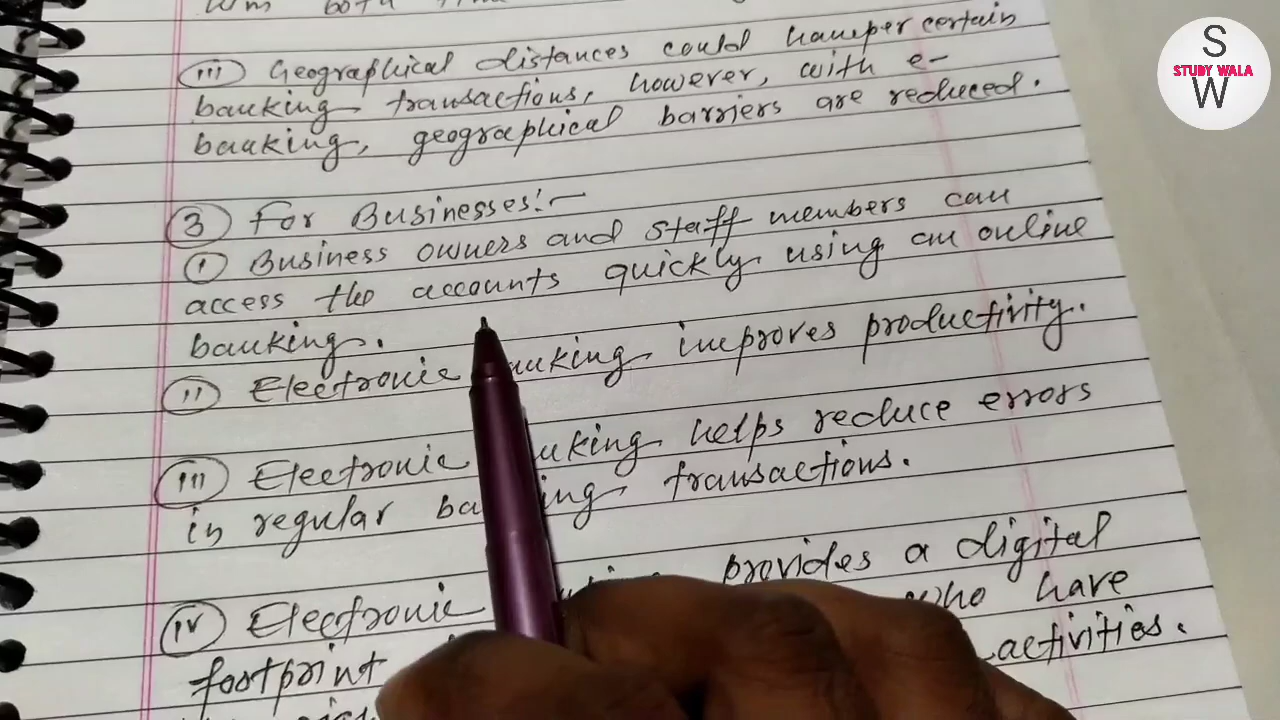 both
(iii) Geographical distances could hamper certain
banking transactions, however, with e-
banking, geographical barriers are reduced.
(3) For Businesses:-
(1) Business owners and staff members can
access the accounts quickly using an online
banking.
(ii) Electronic banking improves productivity.
(iii) Electronic banking helps reduce errors
in regular banking transactions.
(iv) Electronic provides a digital
footprint who have
activities.
S
STUDY WALA
W